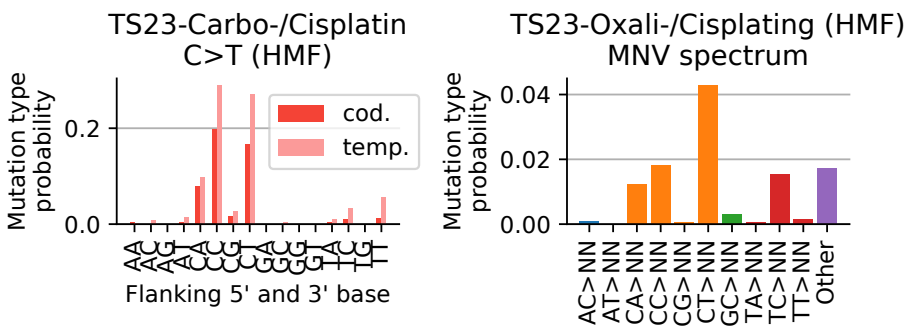 TS23-Carbo-/Cisplatin
C>T (HMF)
Mutation type
probability
0.2
0.0
cod.
temp.
AA
AC
AG
AT
CA
CC
CG
CT
GA
GC
GG
GT
TA
TC
TG
TT
Flanking 5' and 3' base
TS23-Oxali-/Cisplating (HMF)
MNV spectrum
Mutation type
probability
0.04
0.02
0.00
AC>NN
AT>NN
CA>NN
CC>NN
CG>NN
CT>NN
GC>NN
TA>NN
TC>NN
TT>NN
Other